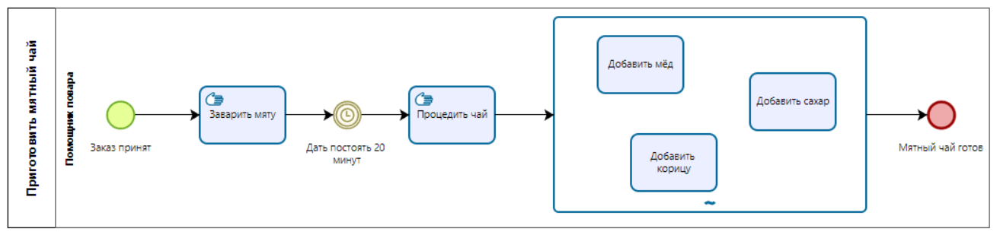 Приготовить мятный чай
Помощник повара
Заказ принят
Заварить мяту
Дать постоять 20
минут
Процедить чай
Добавить мёд
Добавить сахар
Добавить
корицу
Мятный чай готов